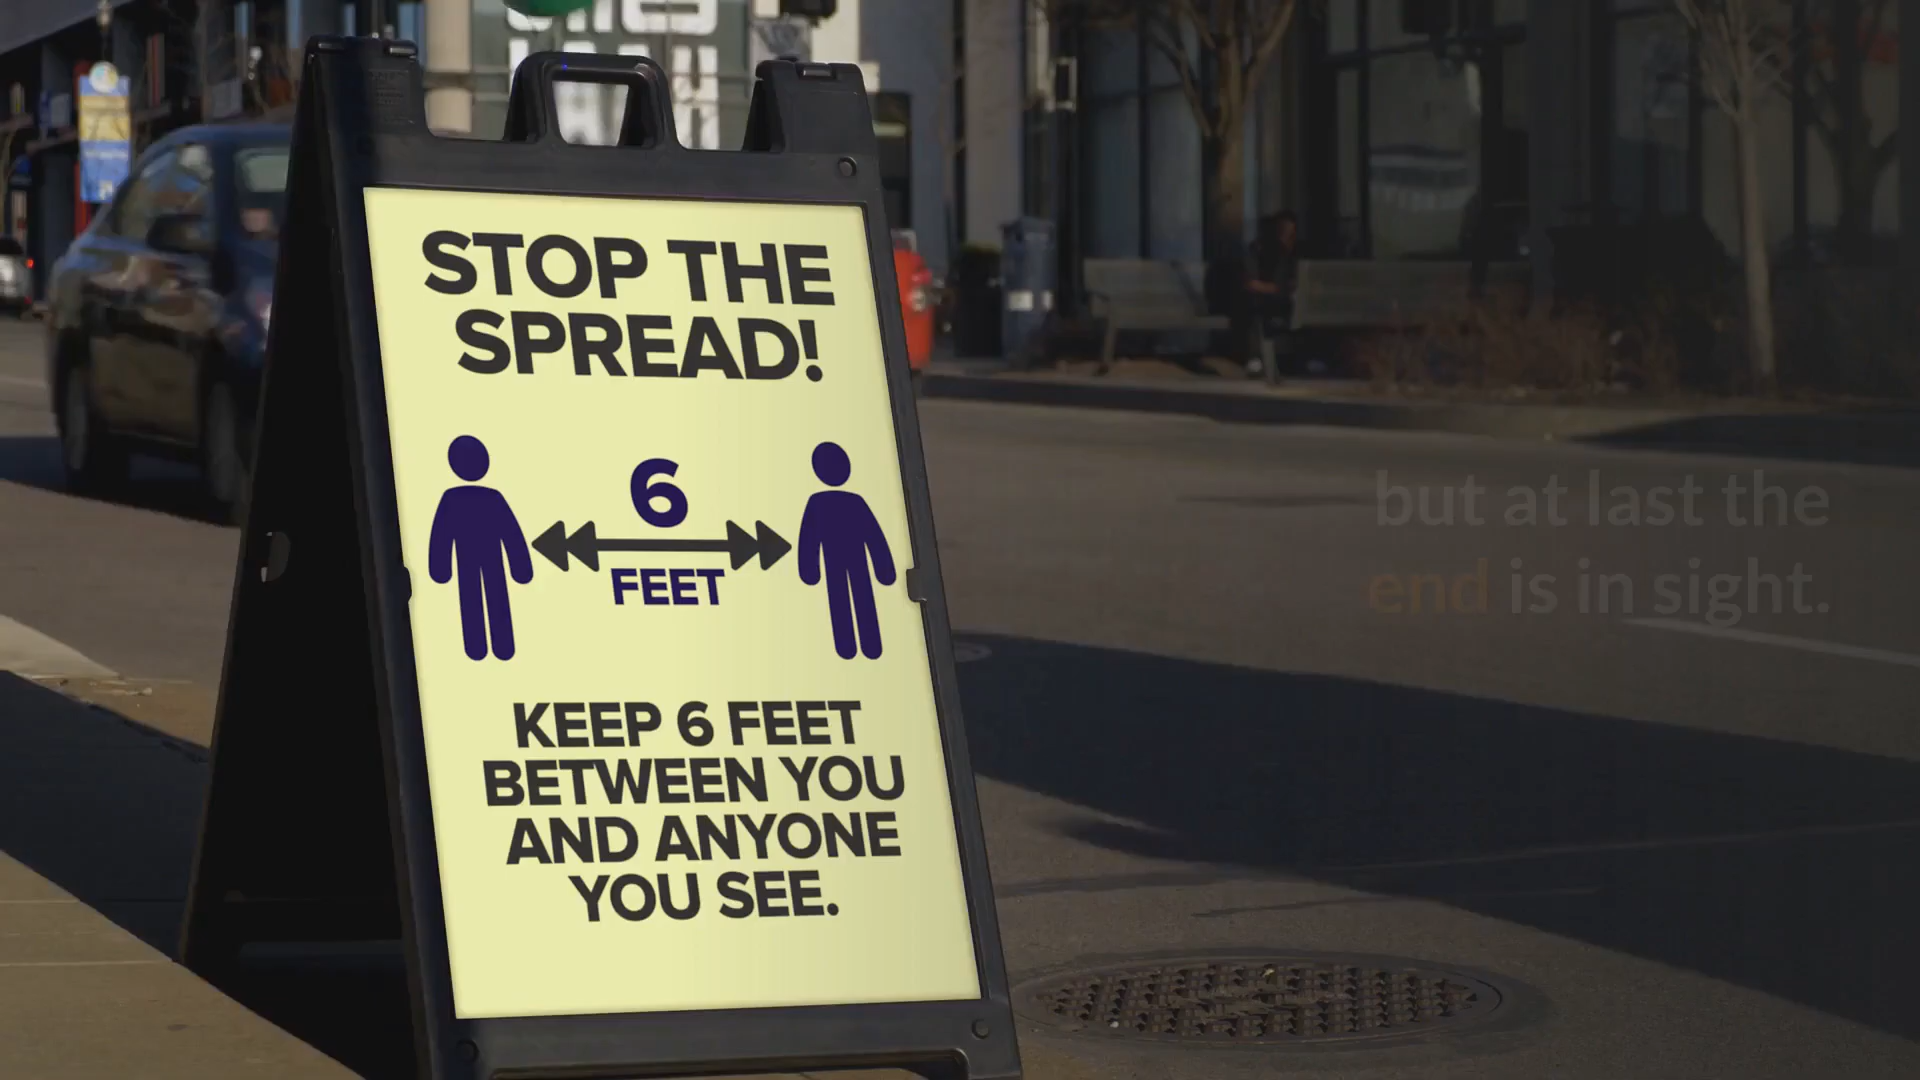 STOP THE
SPREAD!
6
FEET
KEEP 6 FEET
BETWEEN YOU
AND ANYONE
YOU SEE.
but at last the
end is in sight.